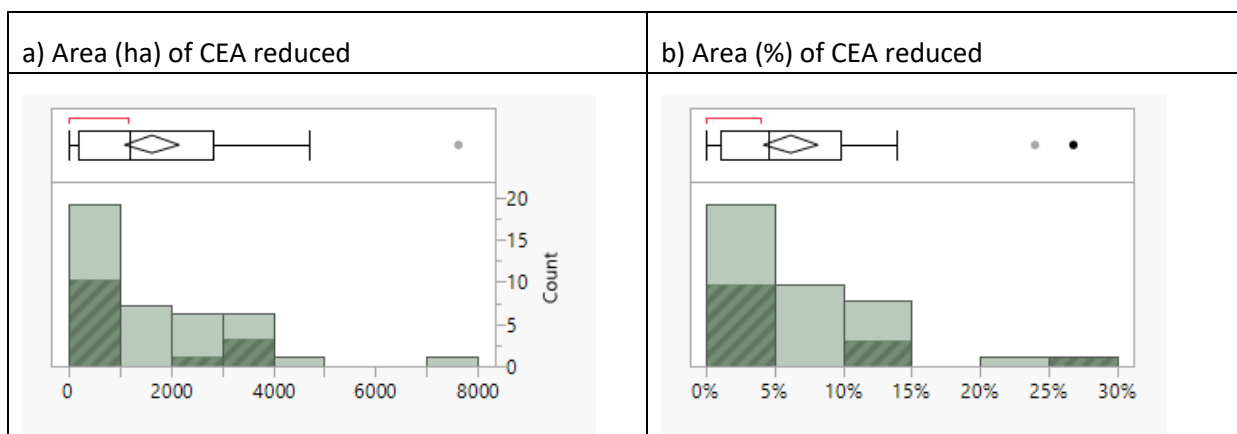 a) Area (ha) of CEA reduced
b) Area (%) of CEA reduced
20
15
10
5
0
Count
0 2000 4000 6000 8000
0% 5% 10% 15% 20% 25% 30%